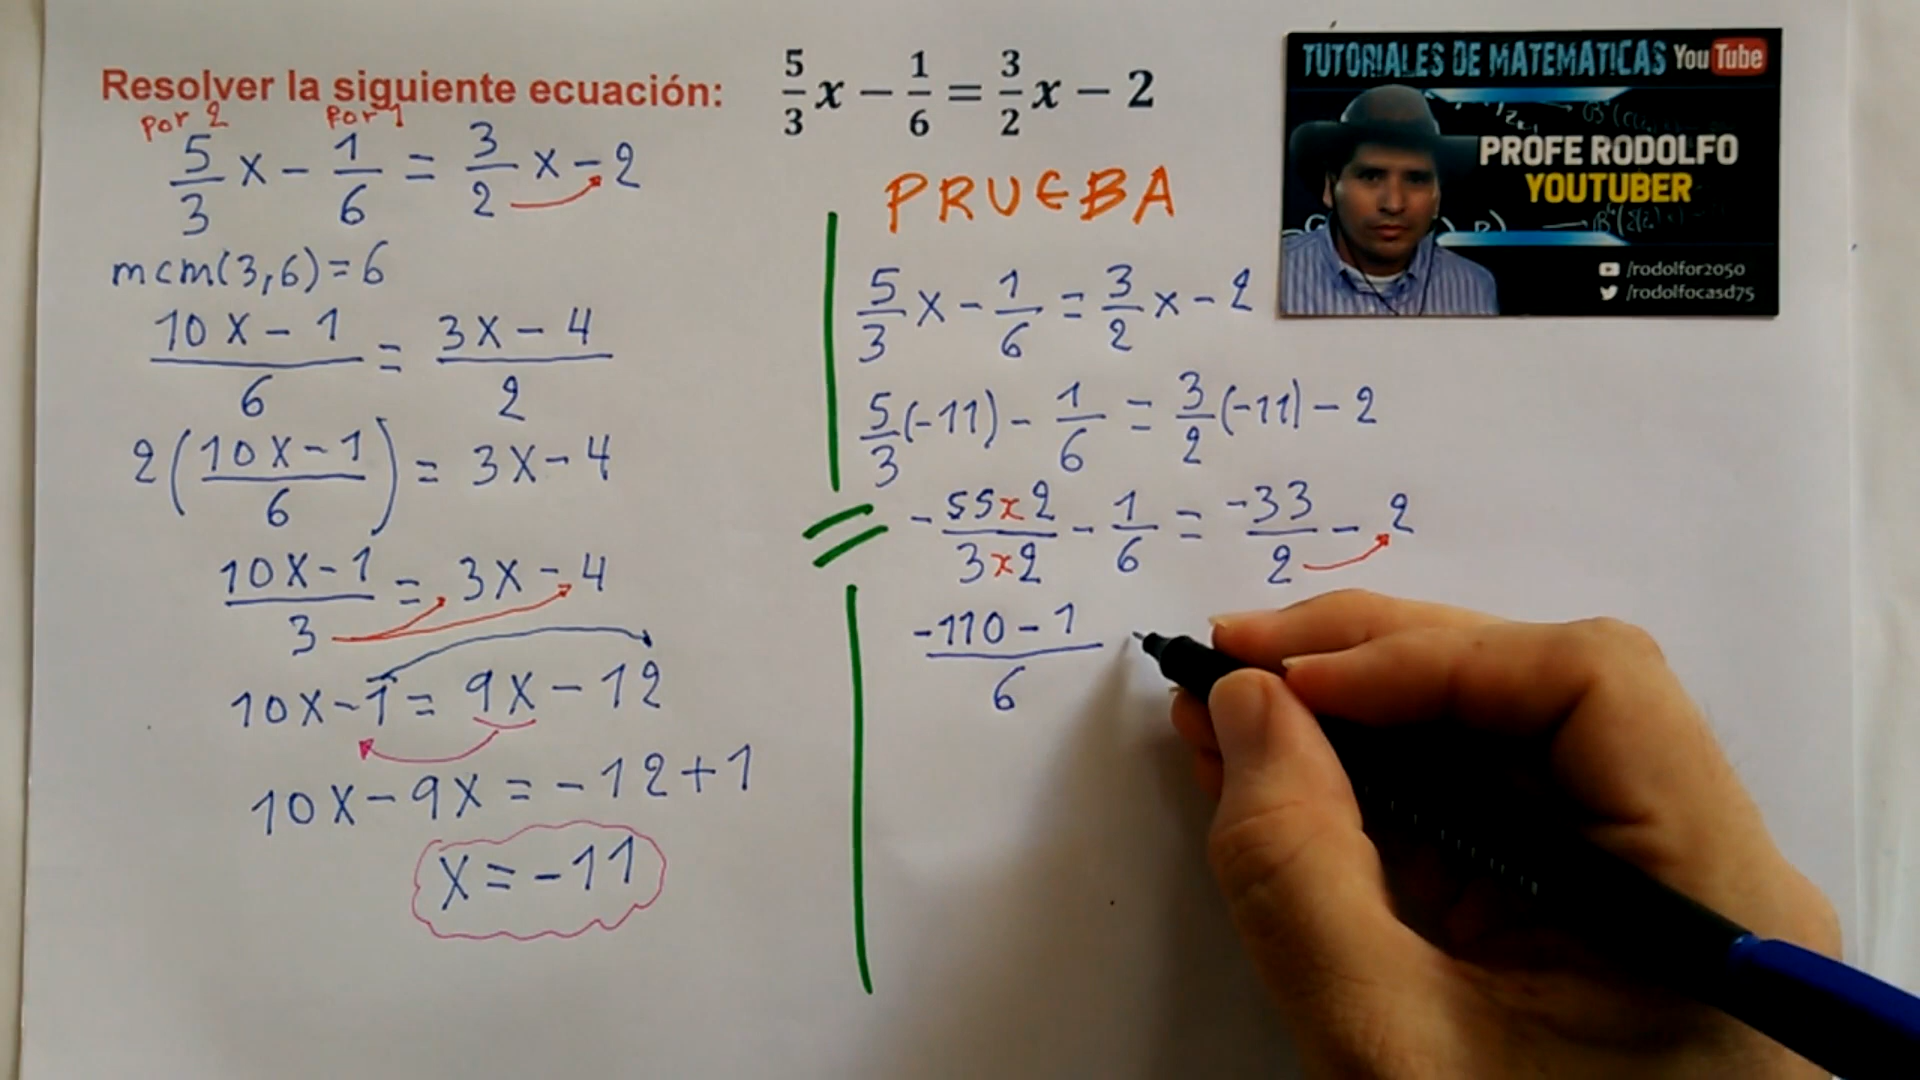 Resolver la siguiente ecuación: 5/3 x − 1/6 = 3/2 x − 2
por 2 por 1
5/3 x − 1/6 = 3/2 x − 2
mcm(3,6)=6
(10x − 1)/6 = (3x − 4)/2
2((10x − 1)/6) = 3x − 4
(10x − 1)/3 = 3x − 4
10x − 1 = 9x − 12
10x − 9x = −12 + 1
x = −11
PRUEBA
5/3 x − 1/6 = 3/2 x − 2
5/3 (−11) − 1/6 = 3/2 (−11) − 2
− 55x2/3x2 − 1/6 = −33/2 − 2
(−110 − 1)/6
TUTORIALES DE MATEMATICAS YouTube
PROFE RODOLFO
YOUTUBER
/rodolfor2050
/rodolfocasd75